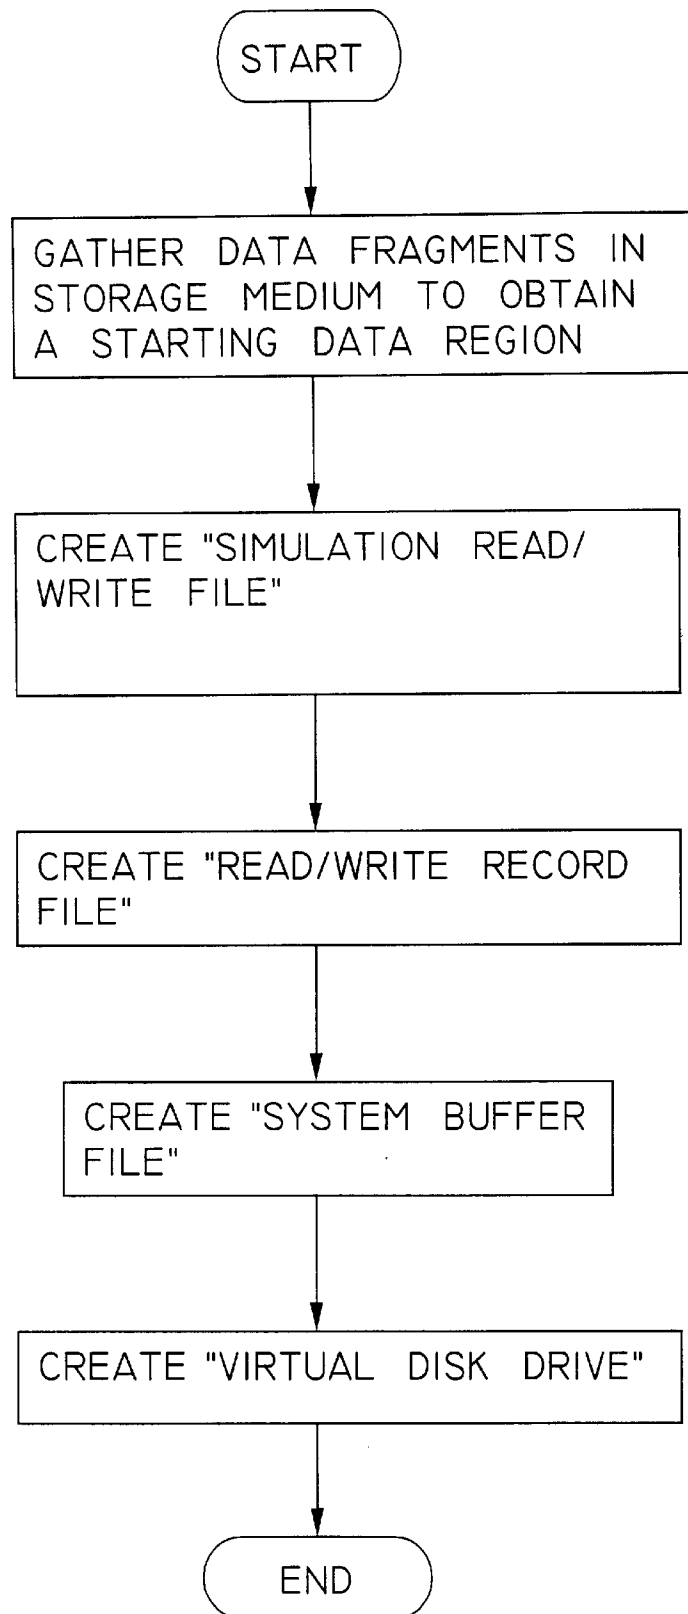 START
GATHER DATA FRAGMENTS IN
STORAGE MEDIUM TO OBTAIN
A STARTING DATA REGION
CREATE "SIMULATION READ/
WRITE FILE"
CREATE "READ/WRITE RECORD
FILE"
CREATE "SYSTEM BUFFER
FILE"
CREATE "VIRTUAL DISK DRIVE"
END